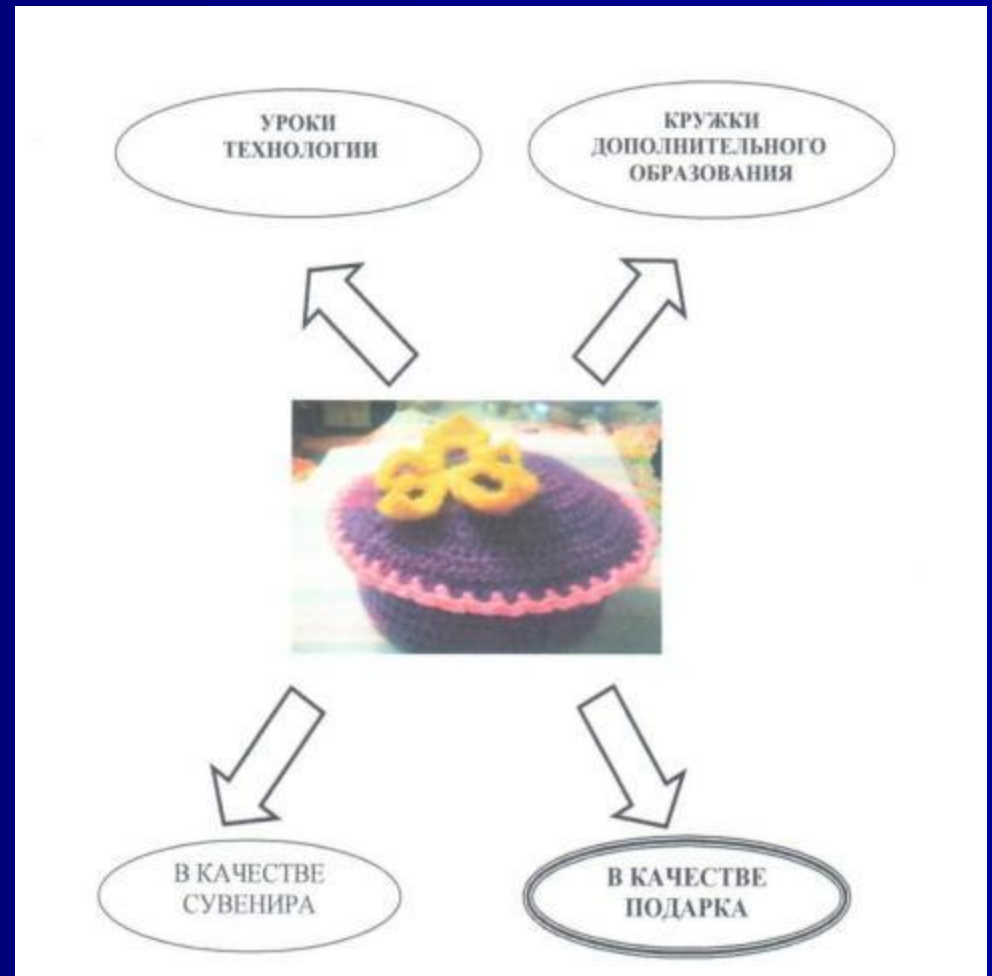 УРОКИ
ТЕХНОЛОГИИ
КРУЖКИ
ДОПОЛНИТЕЛЬНОГО
ОБРАЗОВАНИЯ
В КАЧЕСТВЕ
СУВЕНИРА
В КАЧЕСТВЕ
ПОДАРКА